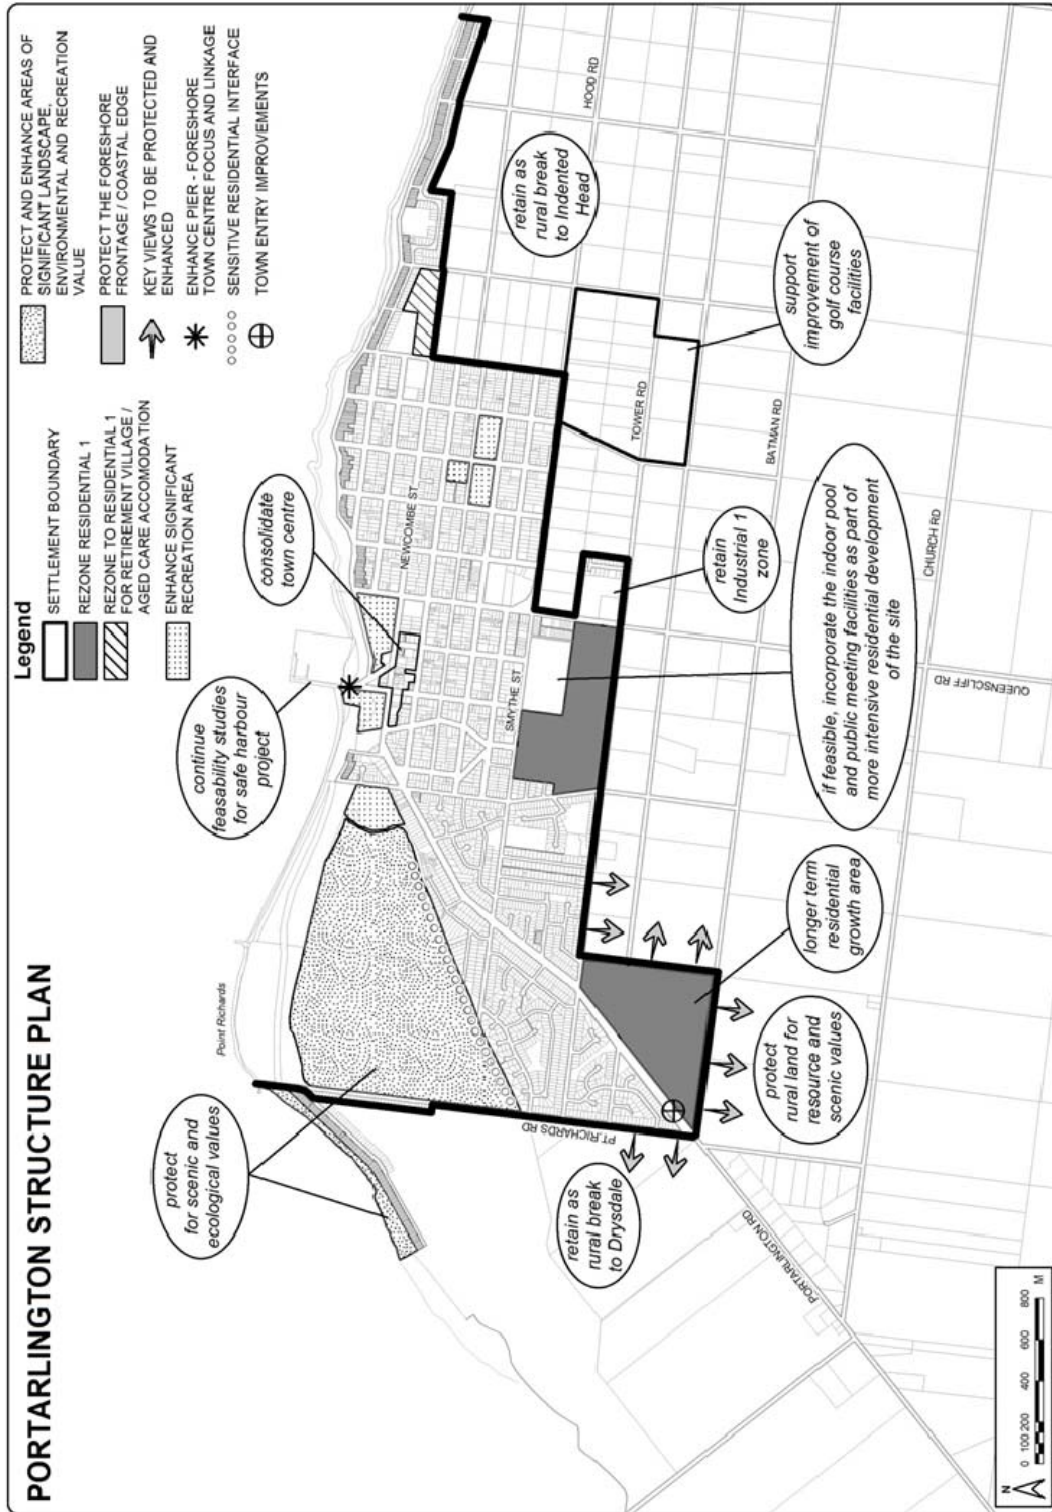 PORTARLINGTON STRUCTURE PLAN
Legend
SETTLEMENT BOUNDARY
REZONE RESIDENTIAL 1
REZONE TO RESIDENTIAL 1
FOR RETIREMENT VILLAGE /
AGED CARE ACCOMODATION
ENHANCE SIGNIFICANT
RECREATION AREA
PROTECT AND ENHANCE AREAS OF
SIGNIFICANT LANDSCAPE,
ENVIRONMENTAL AND RECREATION
VALUE
PROTECT THE FORESHORE
FRONTAGE / COASTAL EDGE
KEY VIEWS TO BE PROTECTED AND
ENHANCED
ENHANCE PIER - FORESHORE
TOWN CENTRE FOCUS AND LINKAGE
SENSITIVE RESIDENTIAL INTERFACE
TOWN ENTRY IMPROVEMENTS
protect
for scenic and
ecological values
Point Richards
continue
feasability studies
for safe harbour
project
consolidate
town centre
NEWCOMBE ST
SMYTHE ST
PT.RICHARDS RD
retain as
rural break
to Drysdale
PORTARLINGTON RD
protect
rural land for
resource and
scenic values
longer term
residential
growth area
if feasible, incorporate the indoor pool
and public meeting facilities as part of
more intensive residential development
of the site
retain
Industrial 1
zone
retain as
rural break
to Indented
Head
support
improvement of
golf course
facilities
HOOD RD
TOWER RD
BATMAN RD
CHURCH RD
QUEENSCLIFF RD
N
0 100 200 400 600 800
M